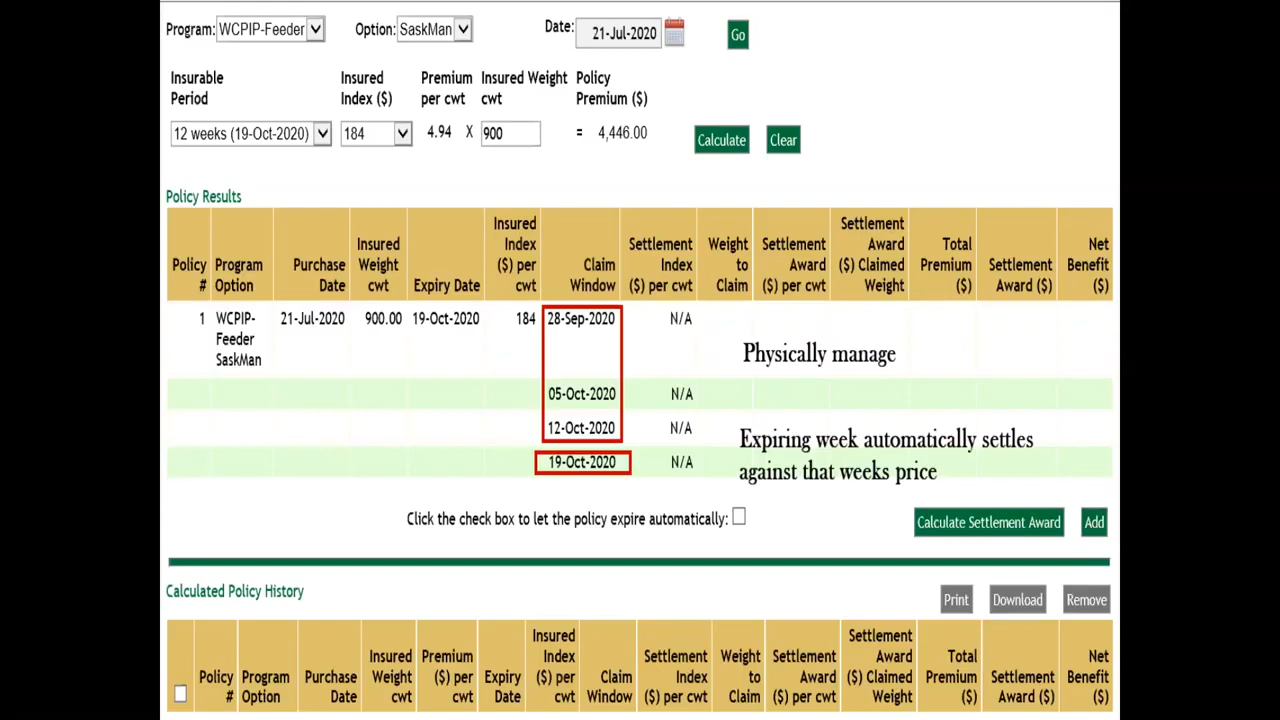 Program: WCPIP-Feeder Option: SaskMan Date: 21-Jul-2020 Go
Insurable Period Insured Index ($) Premium per cwt Insured Weight cwt Policy Premium ($)
12 weeks (19-Oct-2020) 184 4.94 X 900 = 4,446.00 Calculate Clear
Policy Results
Policy # Program Option Purchase Date Insured Weight cwt Expiry Date Insured Index ($) per cwt Claim Window Settlement Index ($) per cwt Weight to Claim Settlement Award ($) per cwt Settlement Award ($) Claimed Weight Total Premium ($) Settlement Award ($) Net Benefit ($)
1 WCPIP-Feeder SaskMan 21-Jul-2020 900.00 19-Oct-2020 184 28-Sep-2020 N/A
Physically manage
05-Oct-2020 N/A
12-Oct-2020 N/A
Expiring week automatically settles
19-Oct-2020 N/A
against that weeks price
Click the check box to let the policy expire automatically: Calculate Settlement Award Add
Calculated Policy History
Print Download Remove
Policy # Program Option Purchase Date Insured Weight cwt Premium ($) per cwt Expiry Date Insured Index ($) per cwt Claim Window Settlement Index ($) per cwt Weight to Claim Settlement Award ($) per cwt Settlement Award ($) Claimed Weight Total Premium ($) Settlement Award ($) Net Benefit ($)